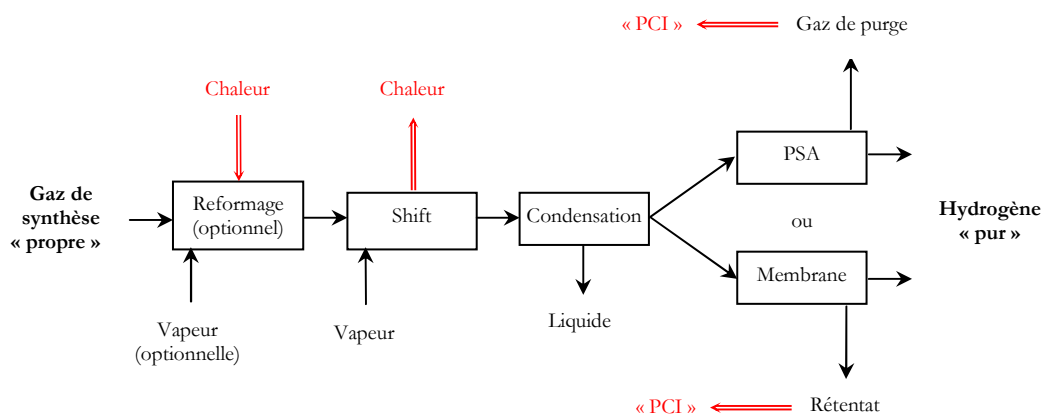 « PCI »
Gaz de purge
Chaleur
Chaleur
PSA
Gaz de
synthèse
« propre »
Reformage
(optionnel)
Shift
Condensation
ou
Hydrogène
« pur »
Membrane
Vapeur
(optionnelle)
Vapeur
Liquide
« PCI »
Rétentat